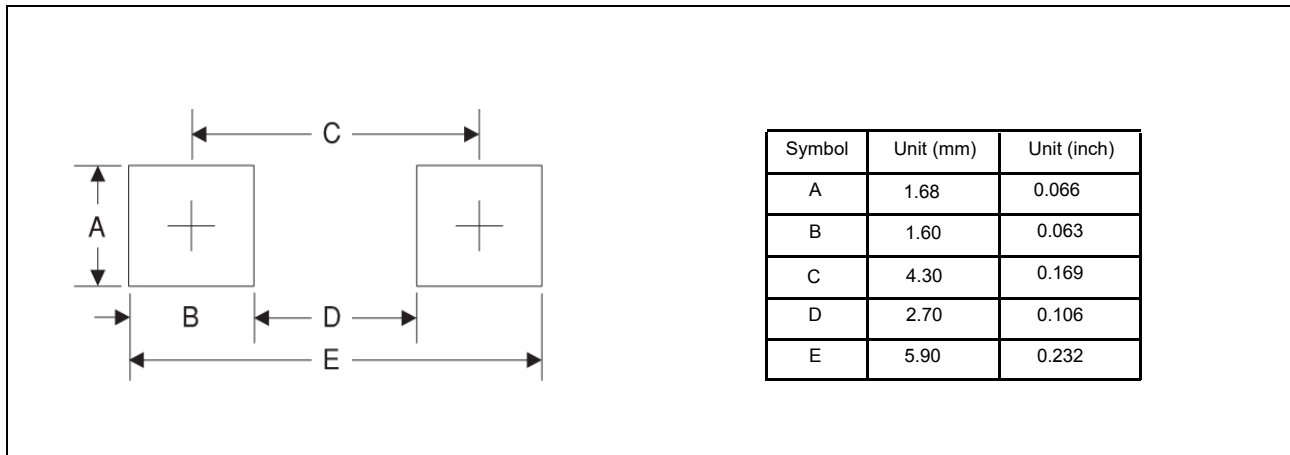 C
A
B
D
E
Symbol Unit (mm) Unit (inch)
A 1.68 0.066
B 1.60 0.063
C 4.30 0.169
D 2.70 0.106
E 5.90 0.232